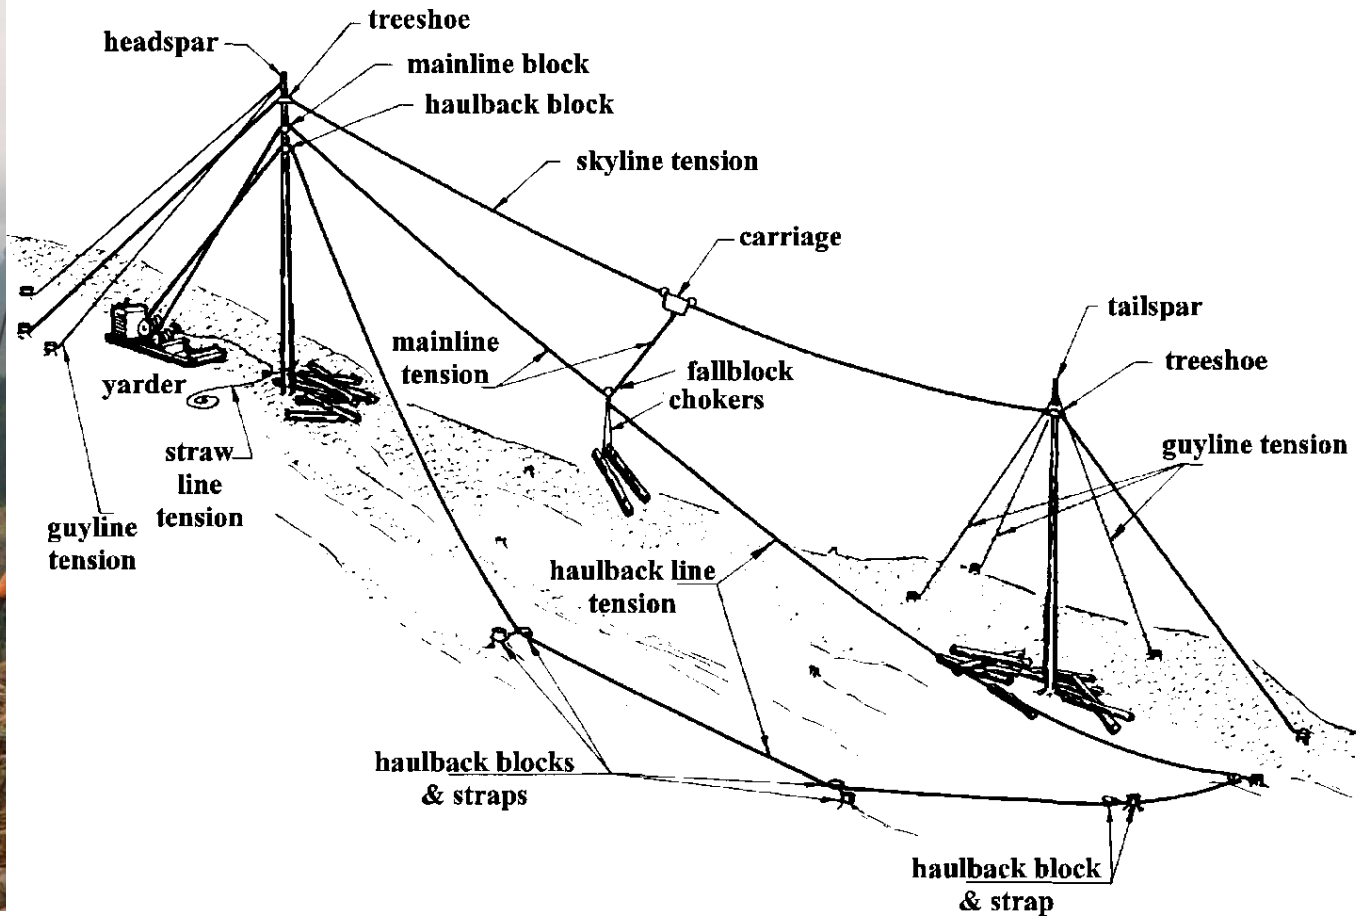 treeshoe
headspar
mainline block
haulback block
skyline tension
carriage
tailspar
mainline
tension
treeshoe
fallblock
yarder
chokers
guyline tension
straw
line
tension
guyline
tension
haulback line
tension
haulback blocks
& straps
haulback block
& strap